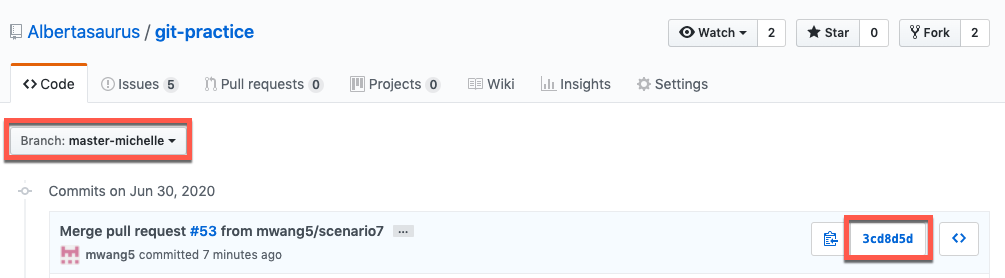 Albertasaurus / git-practice
Watch 2 Star 0 Fork 2
Code Issues 5 Pull requests 0 Projects 0 Wiki Insights Settings
Branch: master-michelle
Commits on Jun 30, 2020
Merge pull request #53 from mwang5/scenario7 ...
3cd8d5d
mwang5 committed 7 minutes ago